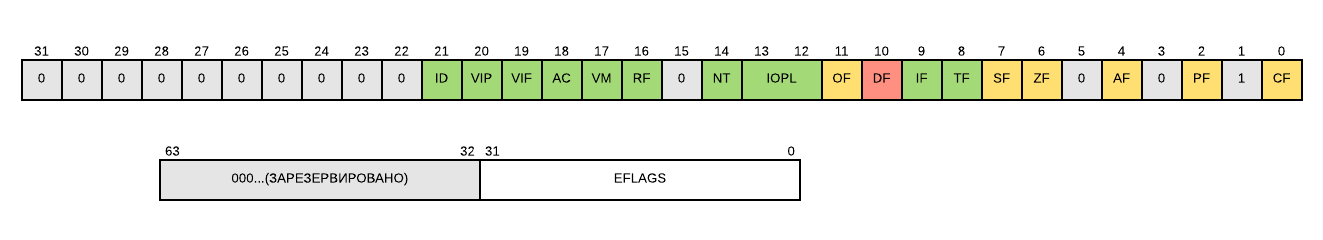 31 30 29 28 27 26 25 24 23 22 21 20 19 18 17 16 15 14 13 12 11 10 9 8 7 6 5 4 3 2 1 0
0 0 0 0 0 0 0 0 0 0 ID VIP VIF AC VM RF 0 NT IOPL OF DF IF TF SF ZF 0 AF 0 PF 1 CF
63 32 31 0
000...(ЗАРЕЗЕРВИРОВАНО) EFLAGS